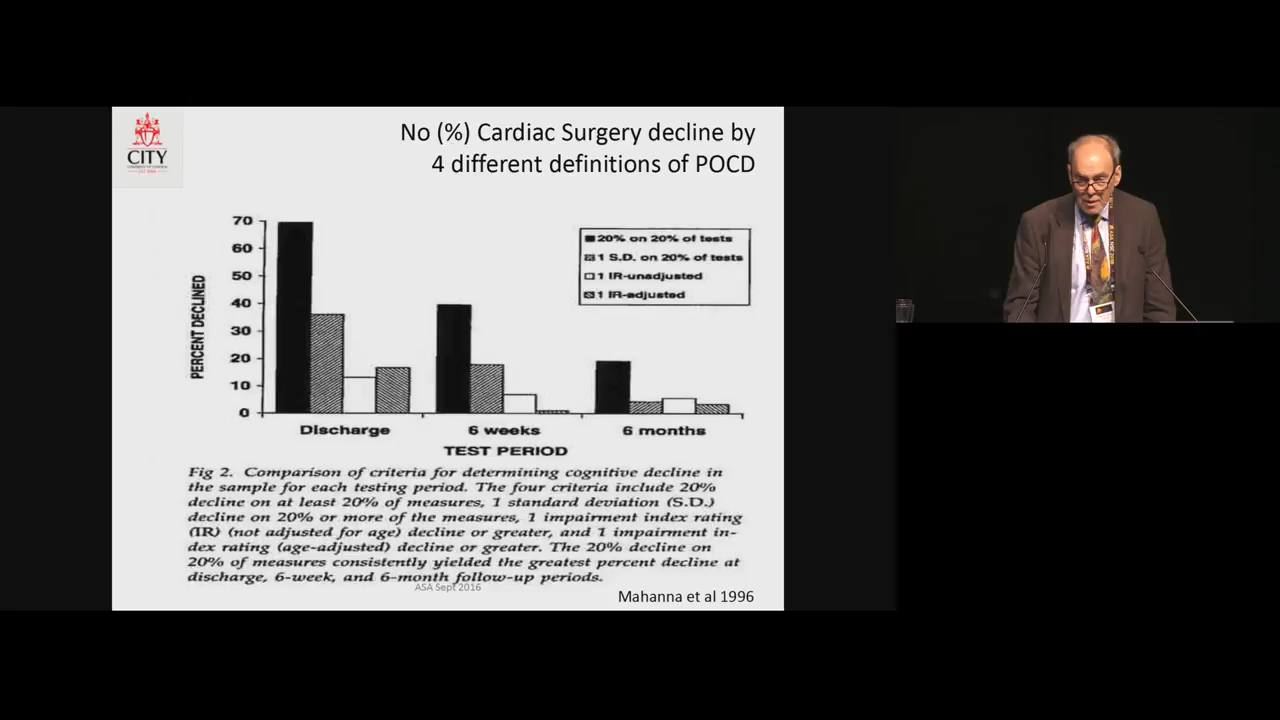 CITY
No (%) Cardiac Surgery decline by
4 different definitions of POCD
70
60
50
40
30
20
10
0
PERCENT DECLINED
20% on 20% of tests
1 S.D. on 20% of tests
1 IR-unadjusted
1 IR-adjusted
Discharge
6 weeks
6 months
TEST PERIOD
Fig 2. Comparison of criteria for determining cognitive decline in
the sample for each testing period. The four criteria include 20%
decline on at least 20% of measures, 1 standard deviation (S.D.)
decline on 20% or more of the measures, 1 impairment index rating
(IR) (not adjusted for age) decline or greater, and 1 impairment in-
dex rating (age-adjusted) decline or greater. The 20% decline on
20% of measures consistently yielded the greatest percent decline at
discharge, 6-week, and 6-month follow-up periods.
ASA Sept 2016
Mahanna et al 1996